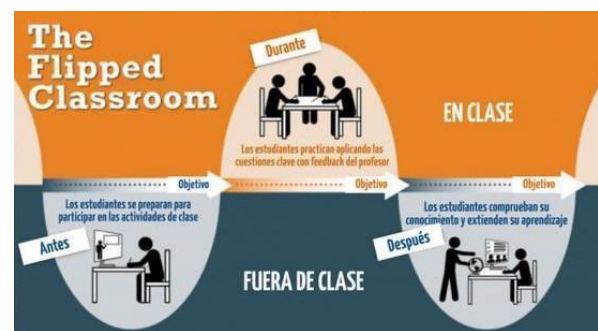 The
Flipped
Classroom
Durante
EN CLASE
Los estudiantes practican aplicando las
cuestiones clave con feedback del profesor
Objetivo
Objetivo
Objetivo
Los estudiantes se preparan para
participar en las actividades de clase
Antes
FUERA DE CLASE
Los estudiantes comprueban su
conocimiento y extienden su aprendizaje
Después